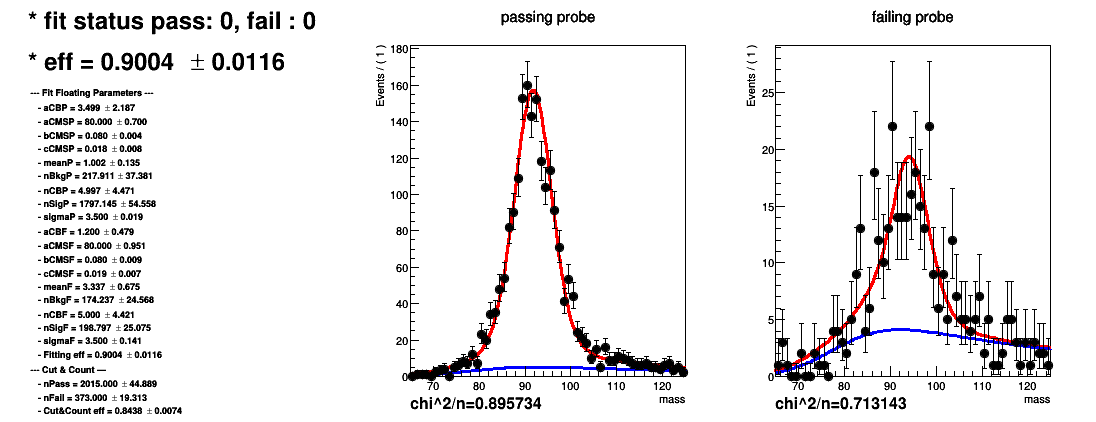 * fit status pass: 0, fail : 0
* eff = 0.9004 ± 0.0116
--- Fit Floating Parameters ---
- aCBP = 3.499 ± 2.187
- aCMSP = 80.000 ± 0.700
- bCMSP = 0.080 ± 0.004
- cCMSP = 0.018 ± 0.008
- meanP = 1.002 ± 0.135
- nBkgP = 217.911 ± 37.381
- nCBP = 4.997 ± 4.471
- nSigP = 1797.145 ± 54.558
- sigmaP = 3.500 ± 0.019
- aCBF = 1.200 ± 0.479
- aCMSF = 80.000 ± 0.951
- bCMSF = 0.080 ± 0.009
- cCMSF = 0.019 ± 0.007
- meanF = 3.337 ± 0.675
- nBkgF = 174.237 ± 24.568
- nCBF = 5.000 ± 4.421
- nSigF = 198.797 ± 25.075
- sigmaF = 3.500 ± 0.141
- Fitting eff = 0.9004 ± 0.0116
--- Cut & Count ---
- nPass = 2015.000 ± 44.889
- nFail = 373.000 ± 19.313
- Cut&Count eff = 0.8438 ± 0.0074
passing probe
Events / ( 1 )
180
160
140
120
100
80
60
40
20
0
70 80 90 100 110 120
mass
chi^2/n=0.895734
failing probe
Events / ( 1 )
25
20
15
10
5
0
70 80 90 100 110 120
mass
chi^2/n=0.713143